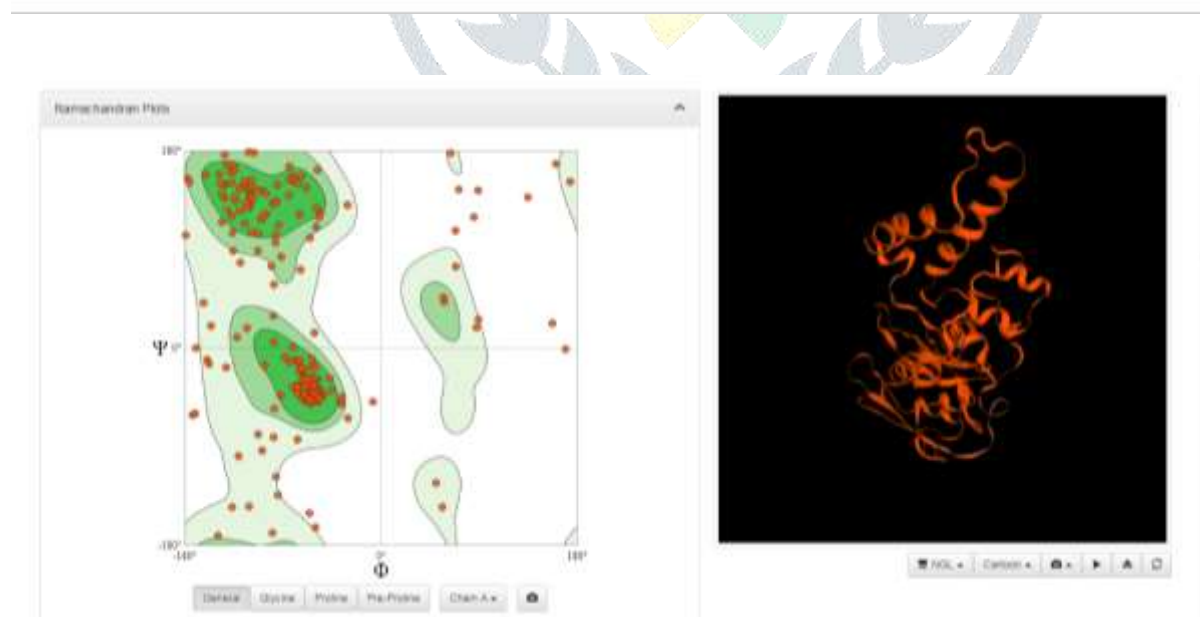 Ramachandran Plots
180°
Ψ 0°
-180°
-180° 0° 180°
Φ
General Glycine Proline Pre-Proline Chain A
NGL Cartoon